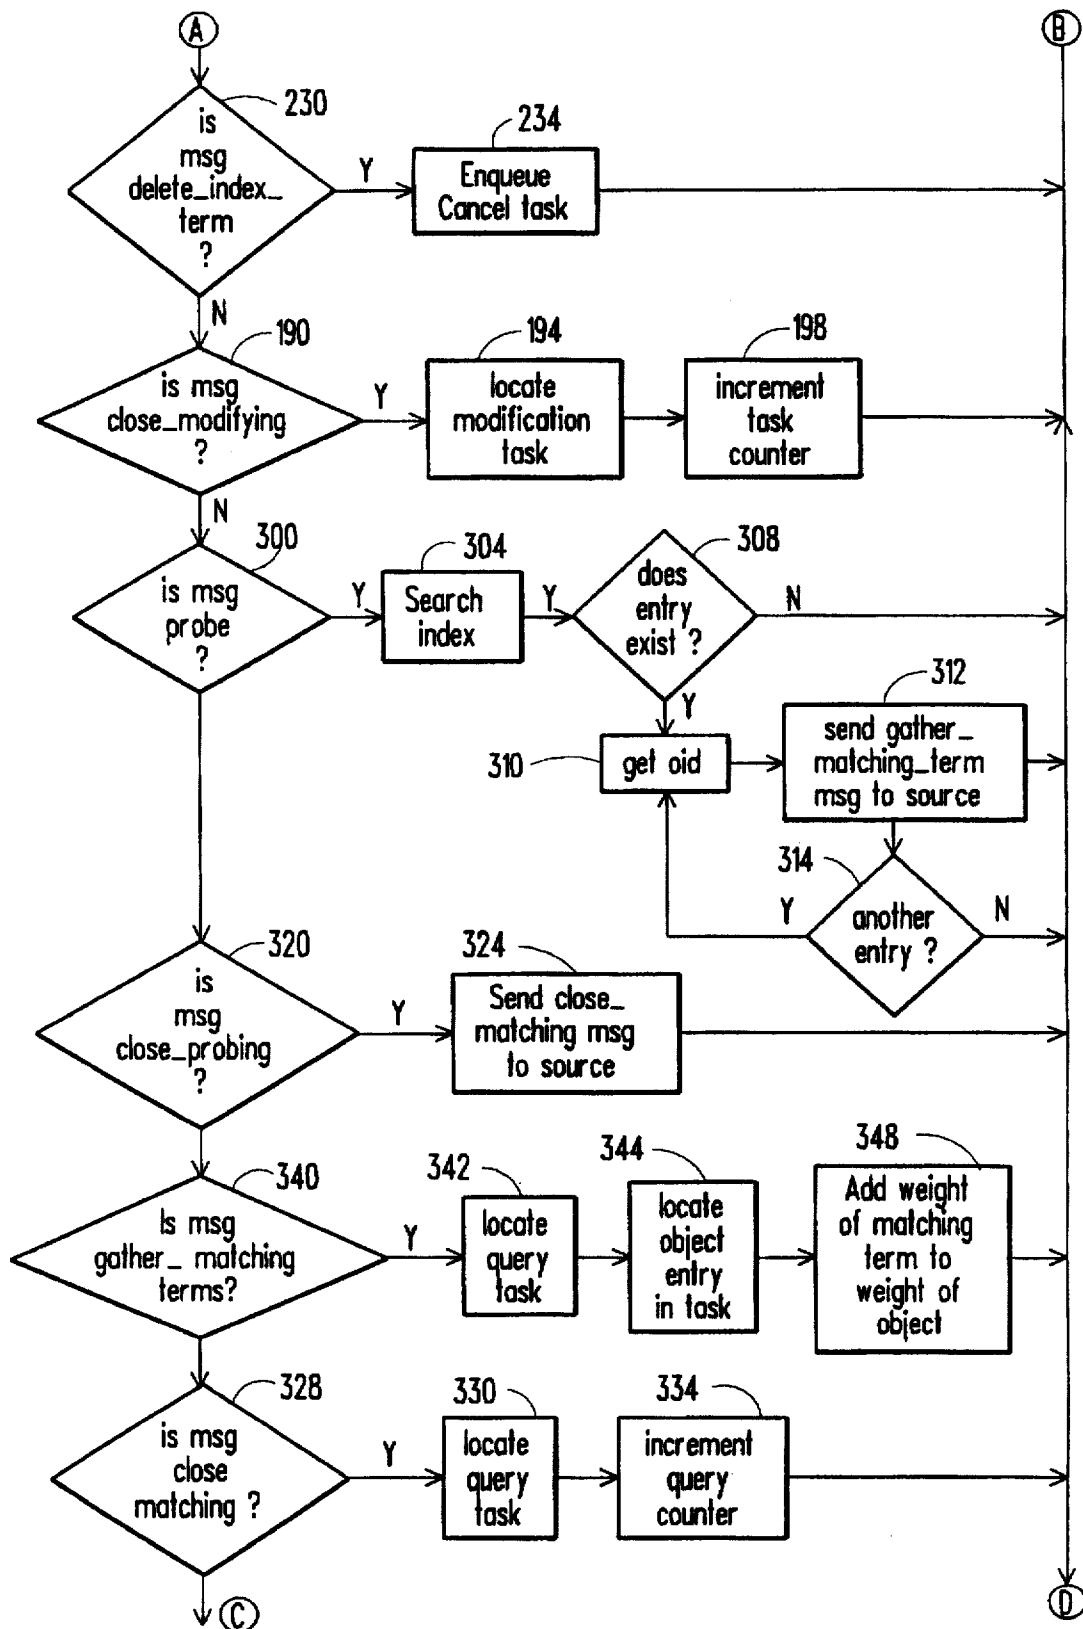 A
B
230
is
msg
delete_index_
term
?
Y
234
Enqueue
Cancel task
N
190
is msg
close_modifying
?
Y
194
locate
modification
task
198
increment
task
counter
N
300
is msg
probe
?
Y
304
Search
index
Y
308
does
entry
exist ?
N
Y
310
get oid
312
send gather_
matching_term
msg to source
314
another
entry ?
Y
N
320
is
msg
close_probing
?
Y
324
Send close_
matching msg
to source
340
Is msg
gather_ matching
terms?
Y
342
locate
query
task
344
locate
object
entry
in task
348
Add weight
of matching
term to
weight of
object
328
is msg
close
matching ?
Y
330
locate
query
task
334
increment
query
counter
C
D